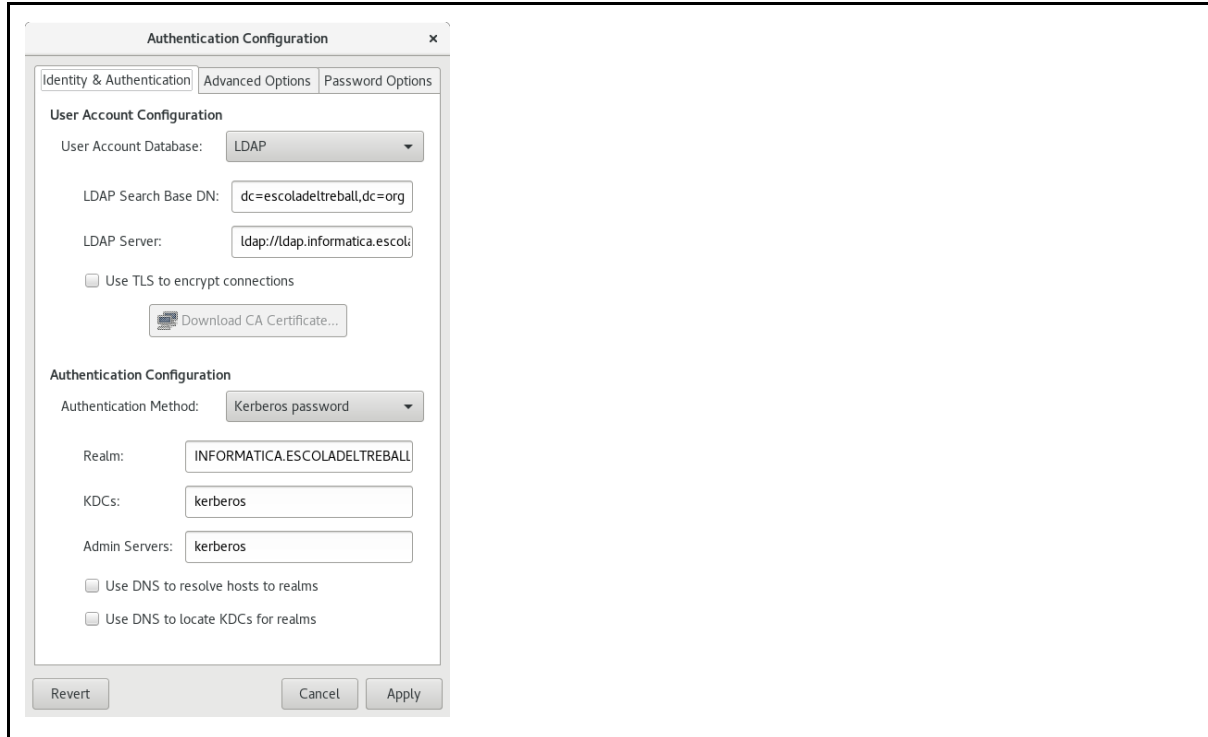 Authentication Configuration ×
Identity & Authentication Advanced Options Password Options
User Account Configuration
User Account Database: LDAP
LDAP Search Base DN: dc=escoladeltreball,dc=org
LDAP Server: ldap://ldap.informatica.escola
Use TLS to encrypt connections
Download CA Certificate...
Authentication Configuration
Authentication Method: Kerberos password
Realm: INFORMATICA.ESCOLADELTREBALL
KDCs: kerberos
Admin Servers: kerberos
Use DNS to resolve hosts to realms
Use DNS to locate KDCs for realms
Revert Cancel Apply